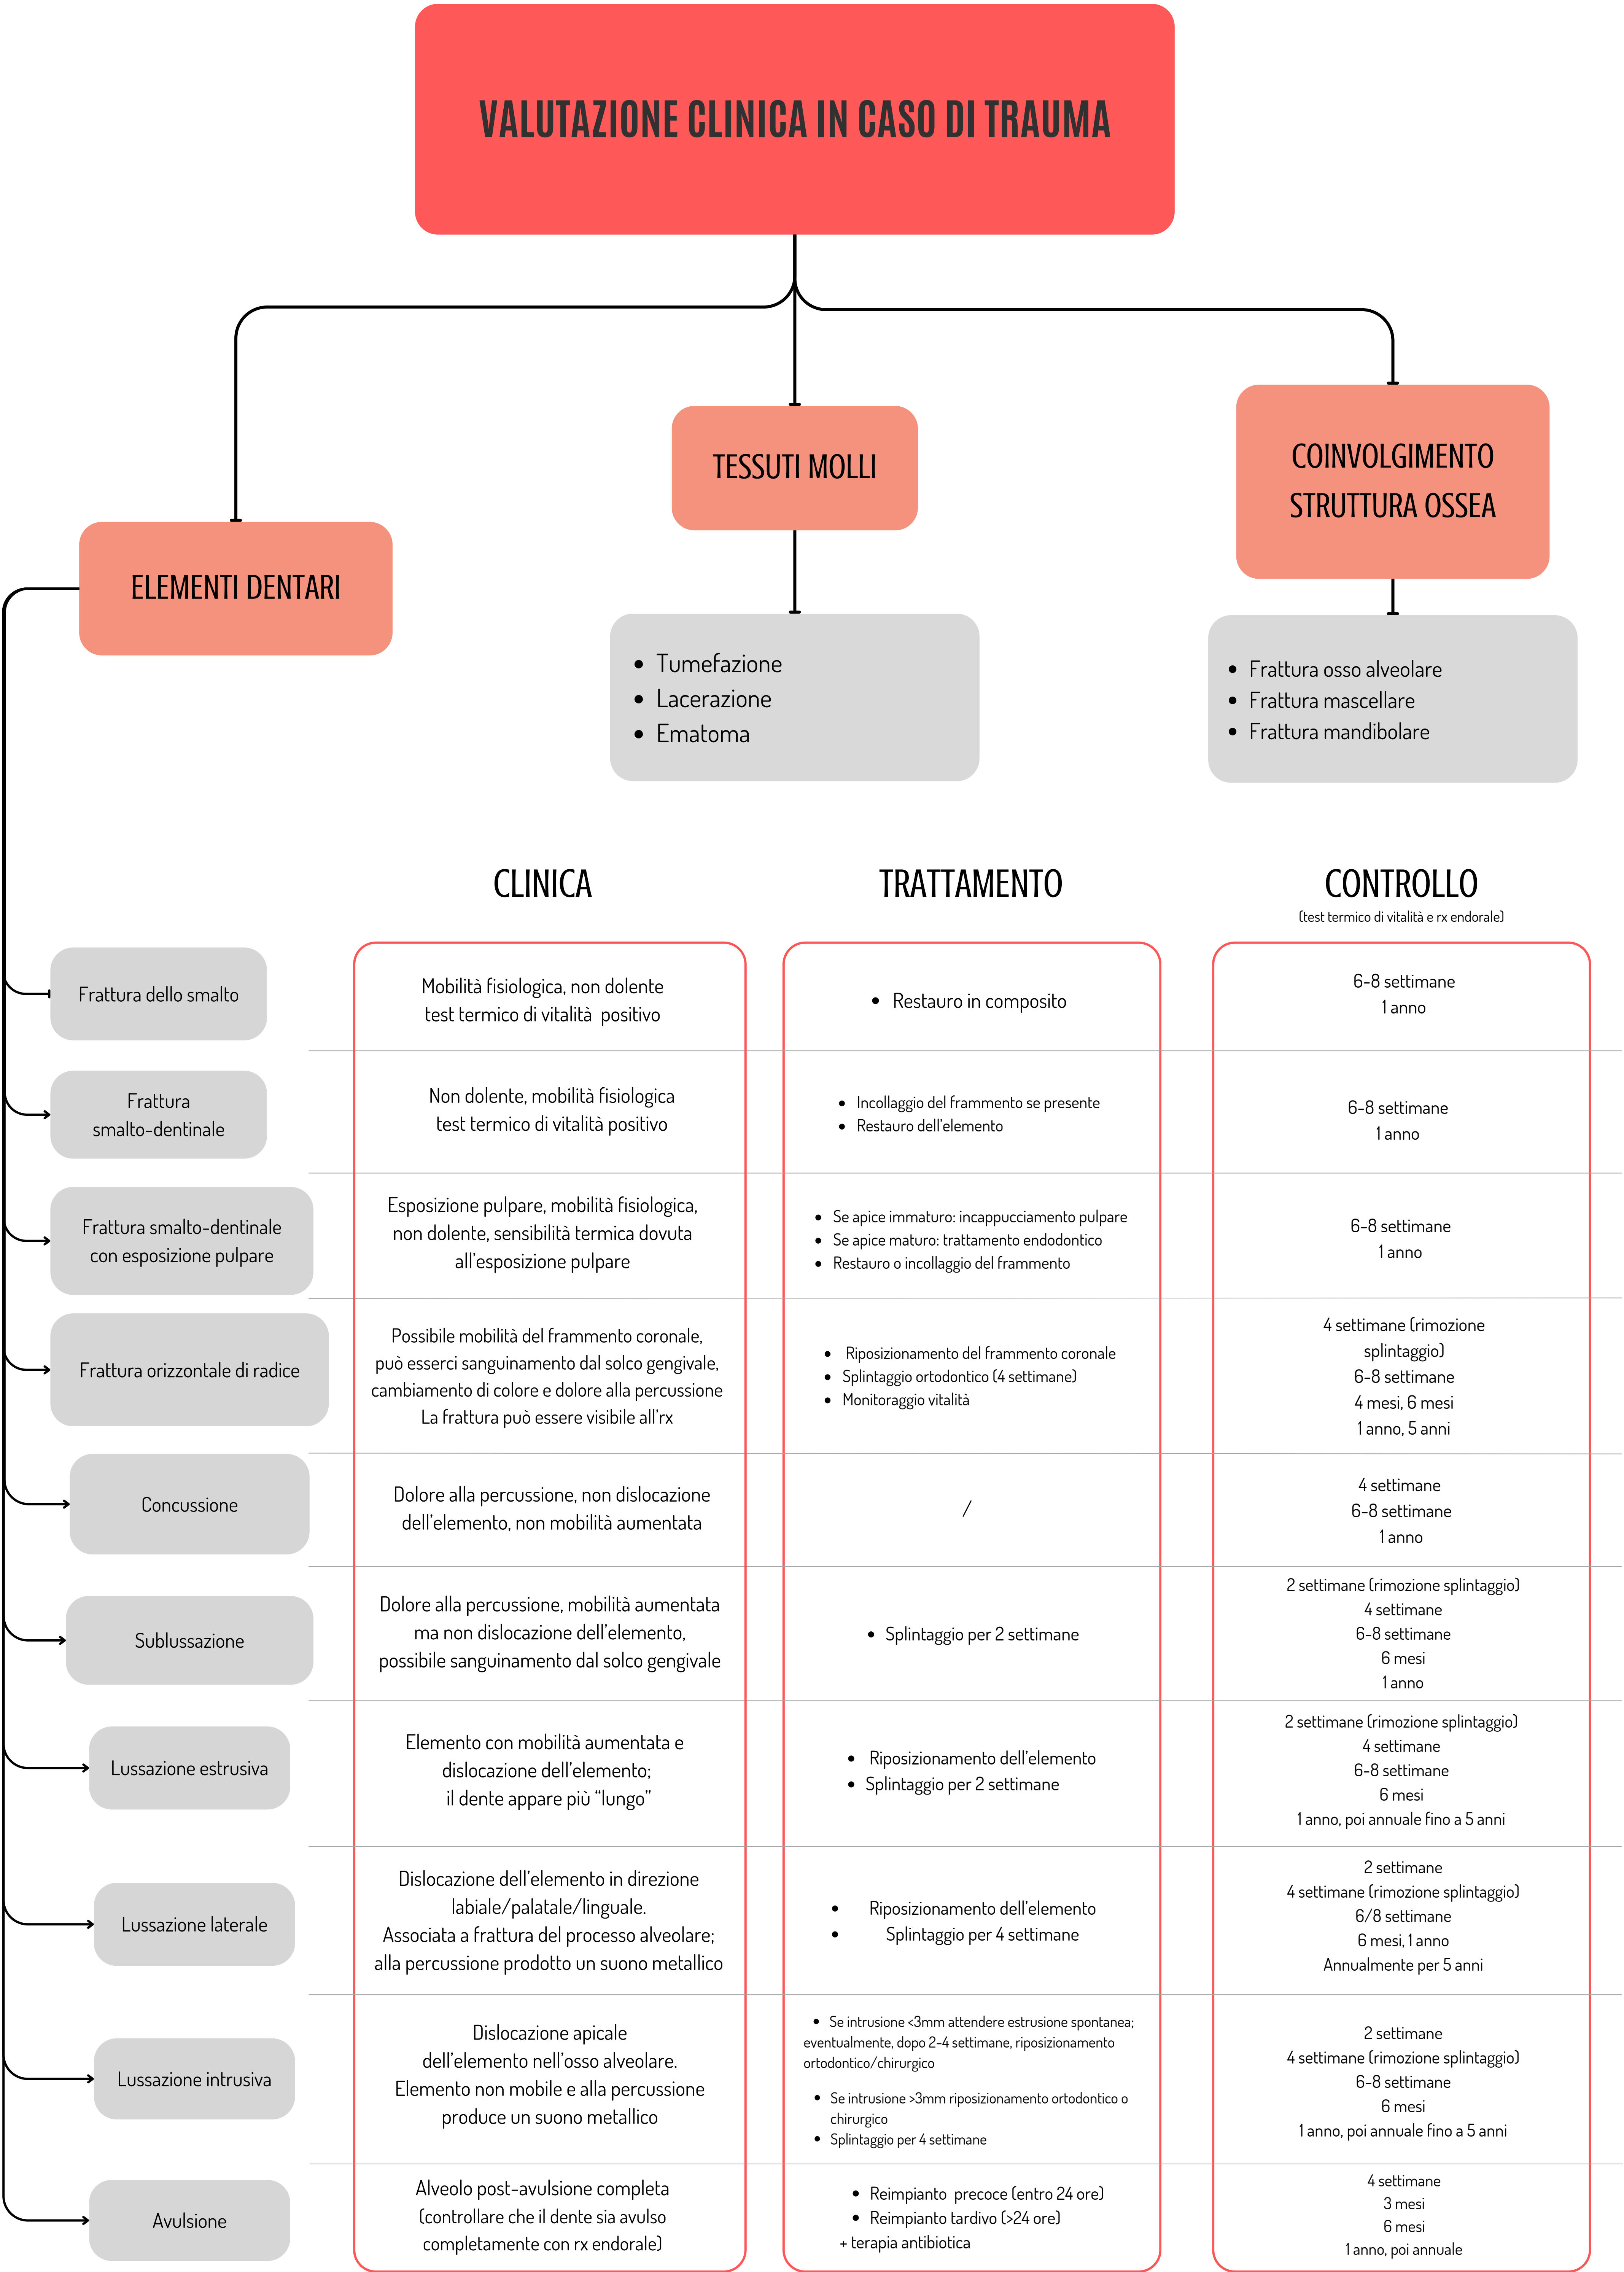 VALUTAZIONE CLINICA IN CASO DI TRAUMA
TESSUTI MOLLI
COINVOLGIMENTO
STRUTTURA OSSEA
ELEMENTI DENTARI
• Tumefazione
• Lacerazione
• Ematoma
• Frattura osso alveolare
• Frattura mascellare
• Frattura mandibolare
CLINICA
TRATTAMENTO
CONTROLLO
(test termico di vitalità e rx endorale)
Frattura dello smalto
Mobilità fisiologica, non dolente
test termico di vitalità positivo
• Restauro in composito
6-8 settimane
1 anno
Frattura
smalto-dentinale
Non dolente, mobilità fisiologica
test termico di vitalità positivo
• Incollaggio del frammento se presente
• Restauro dell'elemento
6-8 settimane
1 anno
Frattura smalto-dentinale
con esposizione pulpare
Esposizione pulpare, mobilità fisiologica,
non dolente, sensibilità termica dovuta
all'esposizione pulpare
• Se apice immaturo: incappucciamento pulpare
• Se apice maturo: trattamento endodontico
• Restauro o incollaggio del frammento
6-8 settimane
1 anno
Frattura orizzontale di radice
Possibile mobilità del frammento coronale,
può esserci sanguinamento dal solco gengivale,
cambiamento di colore e dolore alla percussione
La frattura può essere visibile all'rx
• Riposizionamento del frammento coronale
• Splintaggio ortodontico (4 settimane)
• Monitoraggio vitalità
4 settimane (rimozione
splintaggio)
6-8 settimane
4 mesi, 6 mesi
1 anno, 5 anni
Concussione
Dolore alla percussione, non dislocazione
dell'elemento, non mobilità aumentata
/
4 settimane
6-8 settimane
1 anno
Sublussazione
Dolore alla percussione, mobilità aumentata
ma non dislocazione dell'elemento,
possibile sanguinamento dal solco gengivale
• Splintaggio per 2 settimane
2 settimane (rimozione splintaggio)
4 settimane
6-8 settimane
6 mesi
1 anno
Lussazione estrusiva
Elemento con mobilità aumentata e
dislocazione dell'elemento;
il dente appare più “lungo”
• Riposizionamento dell'elemento
• Splintaggio per 2 settimane
2 settimane (rimozione splintaggio)
4 settimane
6-8 settimane
6 mesi
1 anno, poi annuale fino a 5 anni
Lussazione laterale
Dislocazione dell'elemento in direzione
labiale/palatale/linguale.
Associata a frattura del processo alveolare;
alla percussione prodotto un suono metallico
• Riposizionamento dell'elemento
• Splintaggio per 4 settimane
2 settimane
4 settimane (rimozione splintaggio)
6/8 settimane
6 mesi, 1 anno
Annualmente per 5 anni
Lussazione intrusiva
Dislocazione apicale
dell'elemento nell'osso alveolare.
Elemento non mobile e alla percussione
produce un suono metallico
• Se intrusione <3mm attendere estrusione spontanea;
eventualmente, dopo 2-4 settimane, riposizionamento
ortodontico/chirurgico
• Se intrusione >3mm riposizionamento ortodontico o
chirurgico
• Splintaggio per 4 settimane
2 settimane
4 settimane (rimozione splintaggio)
6-8 settimane
6 mesi
1 anno, poi annuale fino a 5 anni
Avulsione
Alveolo post-avulsione completa
(controllare che il dente sia avulso
completamente con rx endorale)
• Reimpianto precoce (entro 24 ore)
• Reimpianto tardivo (>24 ore)
+ terapia antibiotica
4 settimane
3 mesi
6 mesi
1 anno, poi annuale